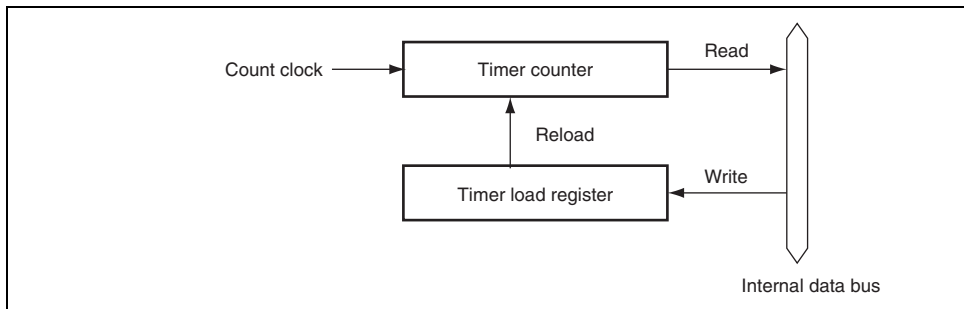 Count clock
Timer counter
Read
Reload
Timer load register
Write
Internal data bus